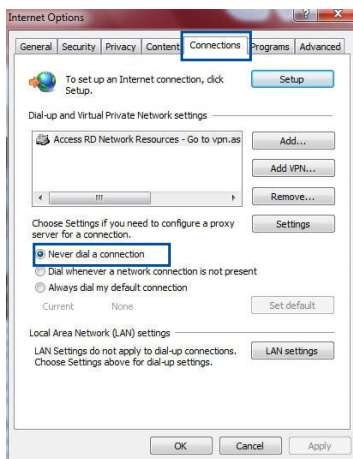 Internet Options
General Security Privacy Content Connections Programs Advanced
To set up an Internet connection, click
Setup.
Setup
Dial-up and Virtual Private Network settings
Access RD Network Resources - Go to vpn.as
Add...
Add VPN...
Remove...
Choose Settings if you need to configure a proxy
server for a connection.
Settings
Never dial a connection
Dial whenever a network connection is not present
Always dial my default connection
Current None
Set default
Local Area Network (LAN) settings
LAN Settings do not apply to dial-up connections.
Choose Settings above for dial-up settings.
LAN settings
OK Cancel Apply